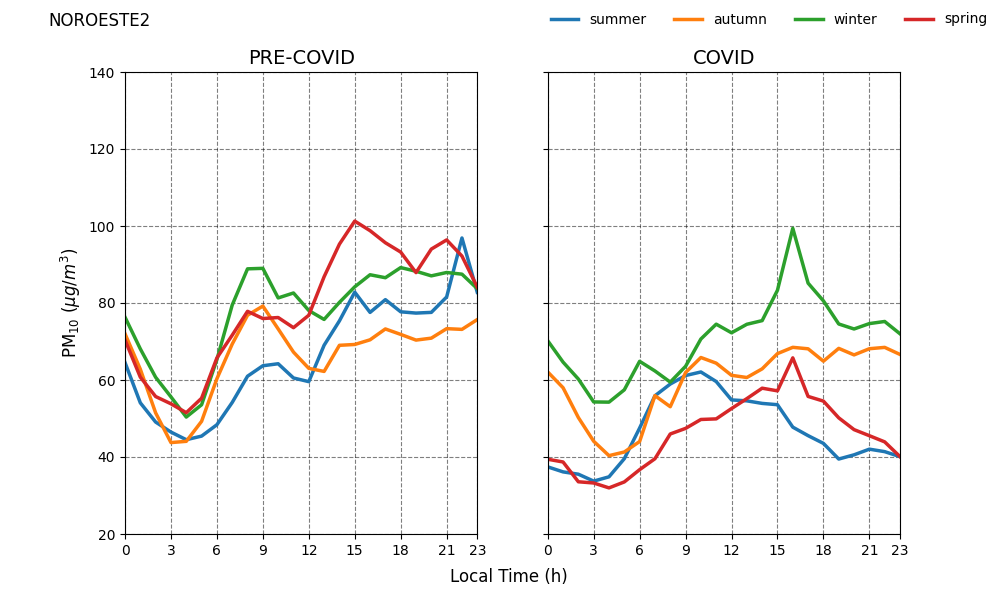 NOROESTE2
summer autumn winter spring
PRE-COVID COVID
140
120
100
80
60
40
20
PM₁₀ (μg/m³)
0 3 6 9 12 15 18 21 23 0 3 6 9 12 15 18 21 23
Local Time (h)